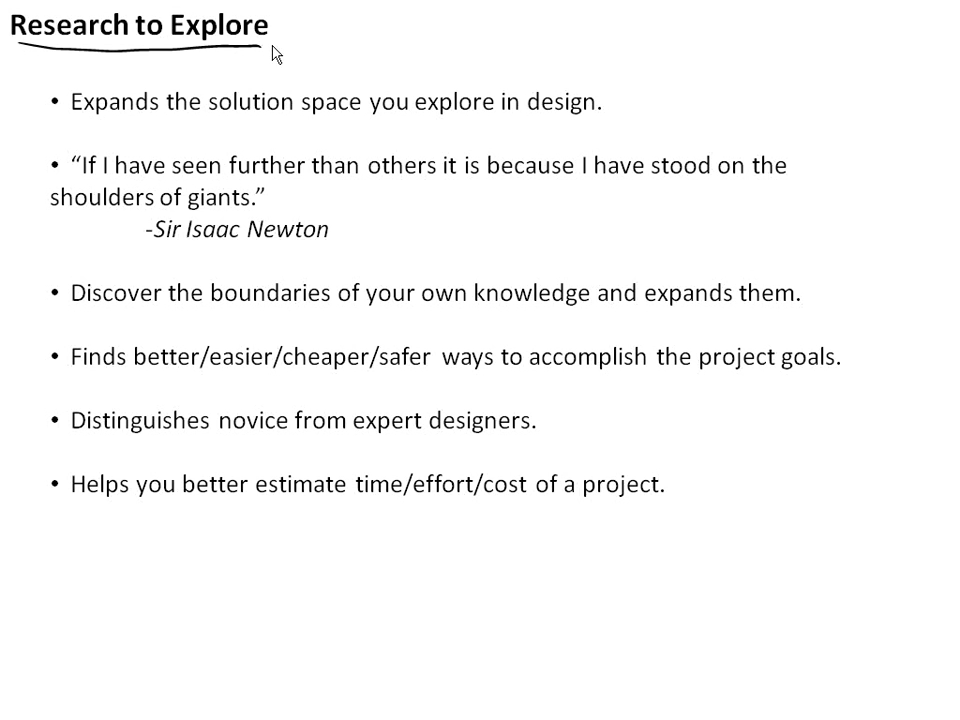 Research to Explore
• Expands the solution space you explore in design.
• “If I have seen further than others it is because I have stood on the
shoulders of giants.”
-Sir Isaac Newton
• Discover the boundaries of your own knowledge and expands them.
• Finds better/easier/cheaper/safer ways to accomplish the project goals.
• Distinguishes novice from expert designers.
• Helps you better estimate time/effort/cost of a project.